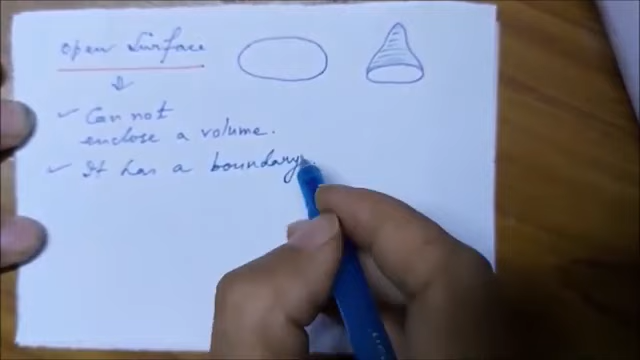 open surface
Can not
enclose a volume.
It has a boundary.